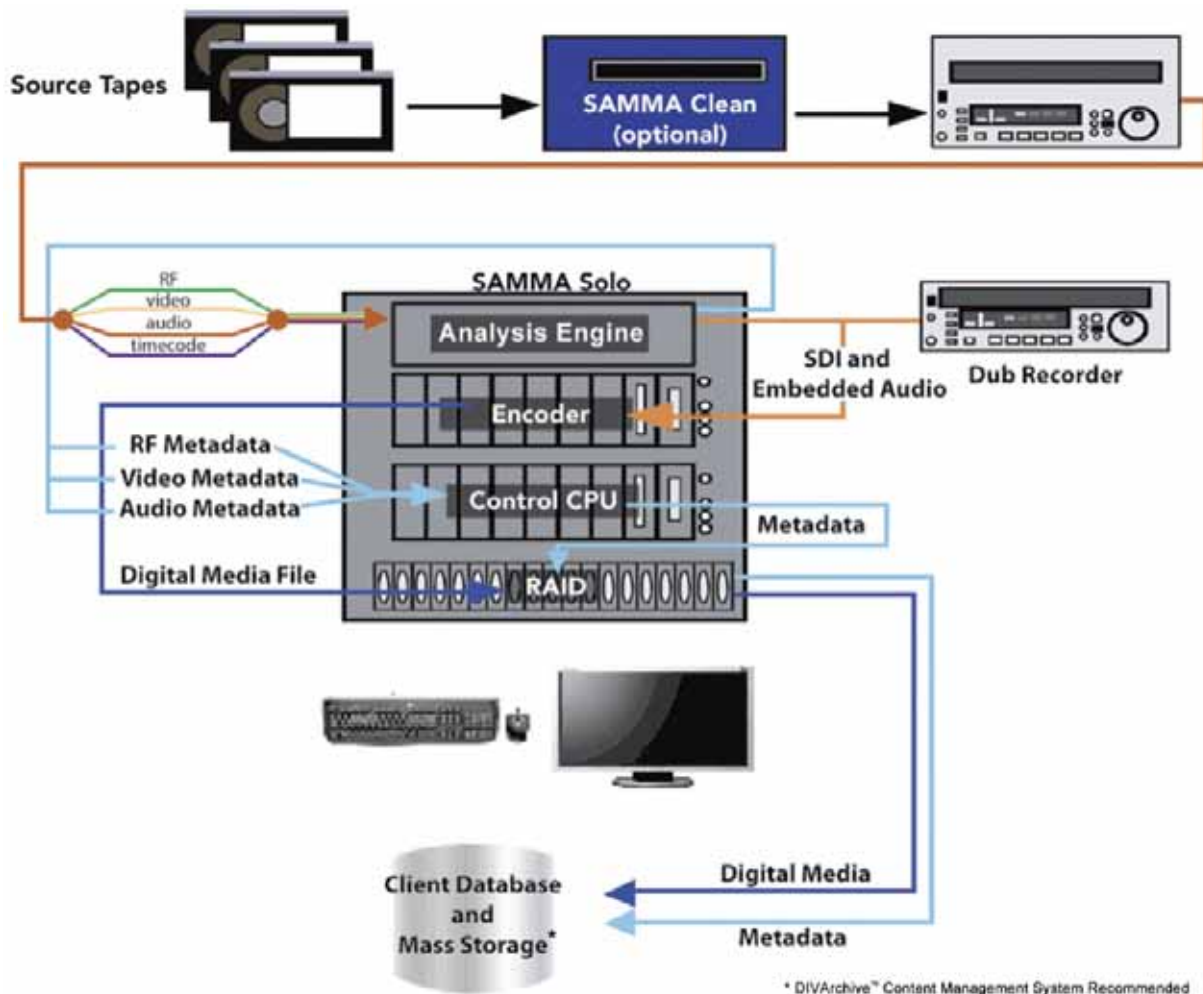 Source Tapes
SAMMA Clean
(optional)
RF
video
audio
timecode
SAMMA Solo
Analysis Engine
SDI and
Embedded Audio
Dub Recorder
Encoder
RF Metadata
Video Metadata
Audio Metadata
Control CPU
Metadata
Digital Media File
RAID
Client Database
and
Mass Storage*
Digital Media
Metadata
* DIVArchive™ Content Management System Recommended